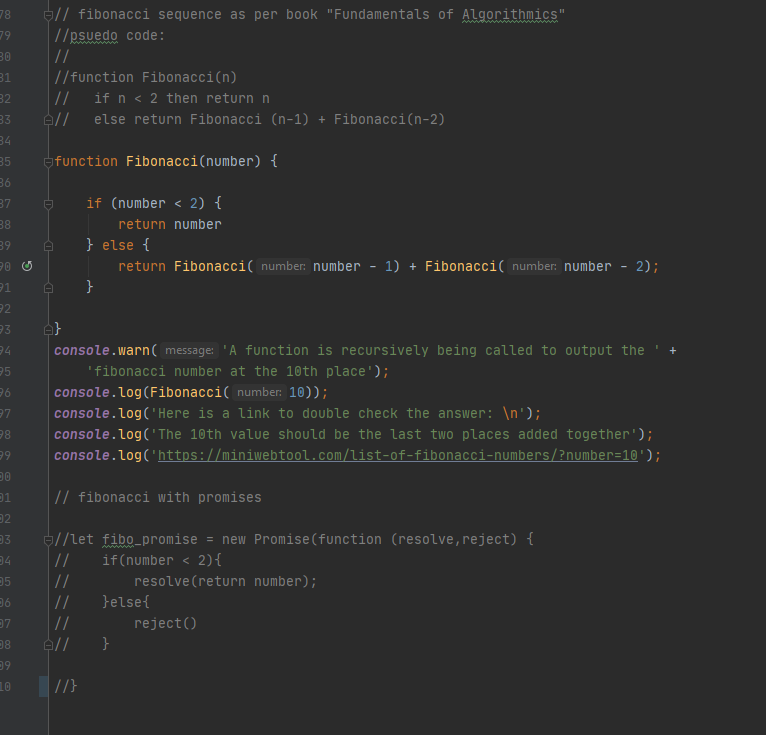 78 // fibonacci sequence as per book "Fundamentals of Algorithmics"
79 //psuedo code:
80 //
81 //function Fibonacci(n)
82 //   if n < 2 then return n
83 //   else return Fibonacci (n-1) + Fibonacci(n-2)
84
85 function Fibonacci(number) {
86
87     if (number < 2) {
88         return number
89     } else {
90         return Fibonacci( number: number - 1) + Fibonacci( number: number - 2);
91     }
92
93 }
94 console.warn( message: 'A function is recursively being called to output the ' +
95     'fibonacci number at the 10th place');
96 console.log(Fibonacci( number: 10));
97 console.log('Here is a link to double check the answer: \n');
98 console.log('The 10th value should be the last two places added together');
99 console.log('https://miniwebtool.com/list-of-fibonacci-numbers/?number=10');
00
01 // fibonacci with promises
02
03 //let fibo_promise = new Promise(function (resolve,reject) {
04 //    if(number < 2){
05 //        resolve(return number);
06 //    }else{
07 //        reject()
08 //    }
09
10 //}